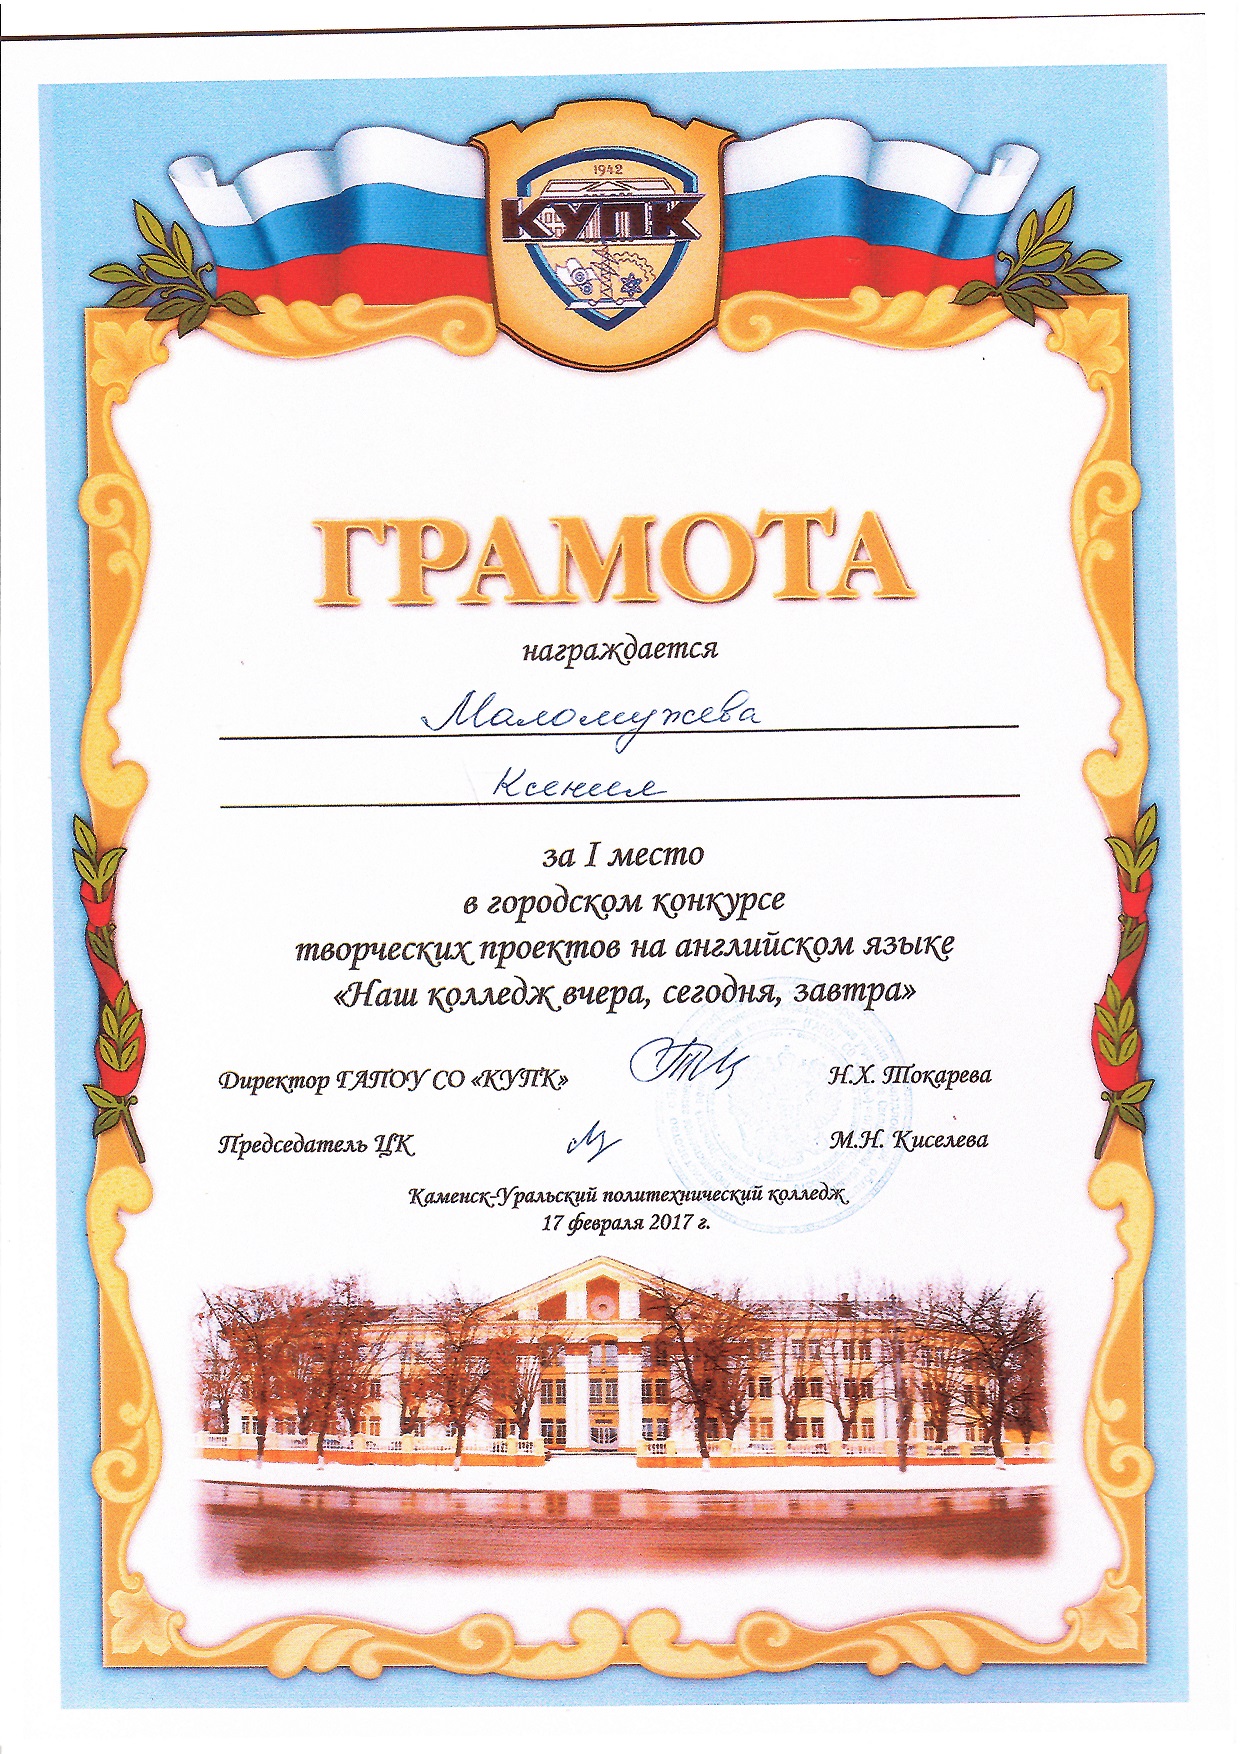 1942
КУПК
ГРАМОТА
награждается
Маломужева
Ксения
за I место
в городском конкурсе
творческих проектов на английском языке
«Наш колледж вчера, сегодня, завтра»
Директор ГАПОУ СО «КУПК» Н.Х. Токарева
Председатель ЦК М.Н. Киселева
Каменск-Уральский политехнический колледж
17 февраля 2017 г.